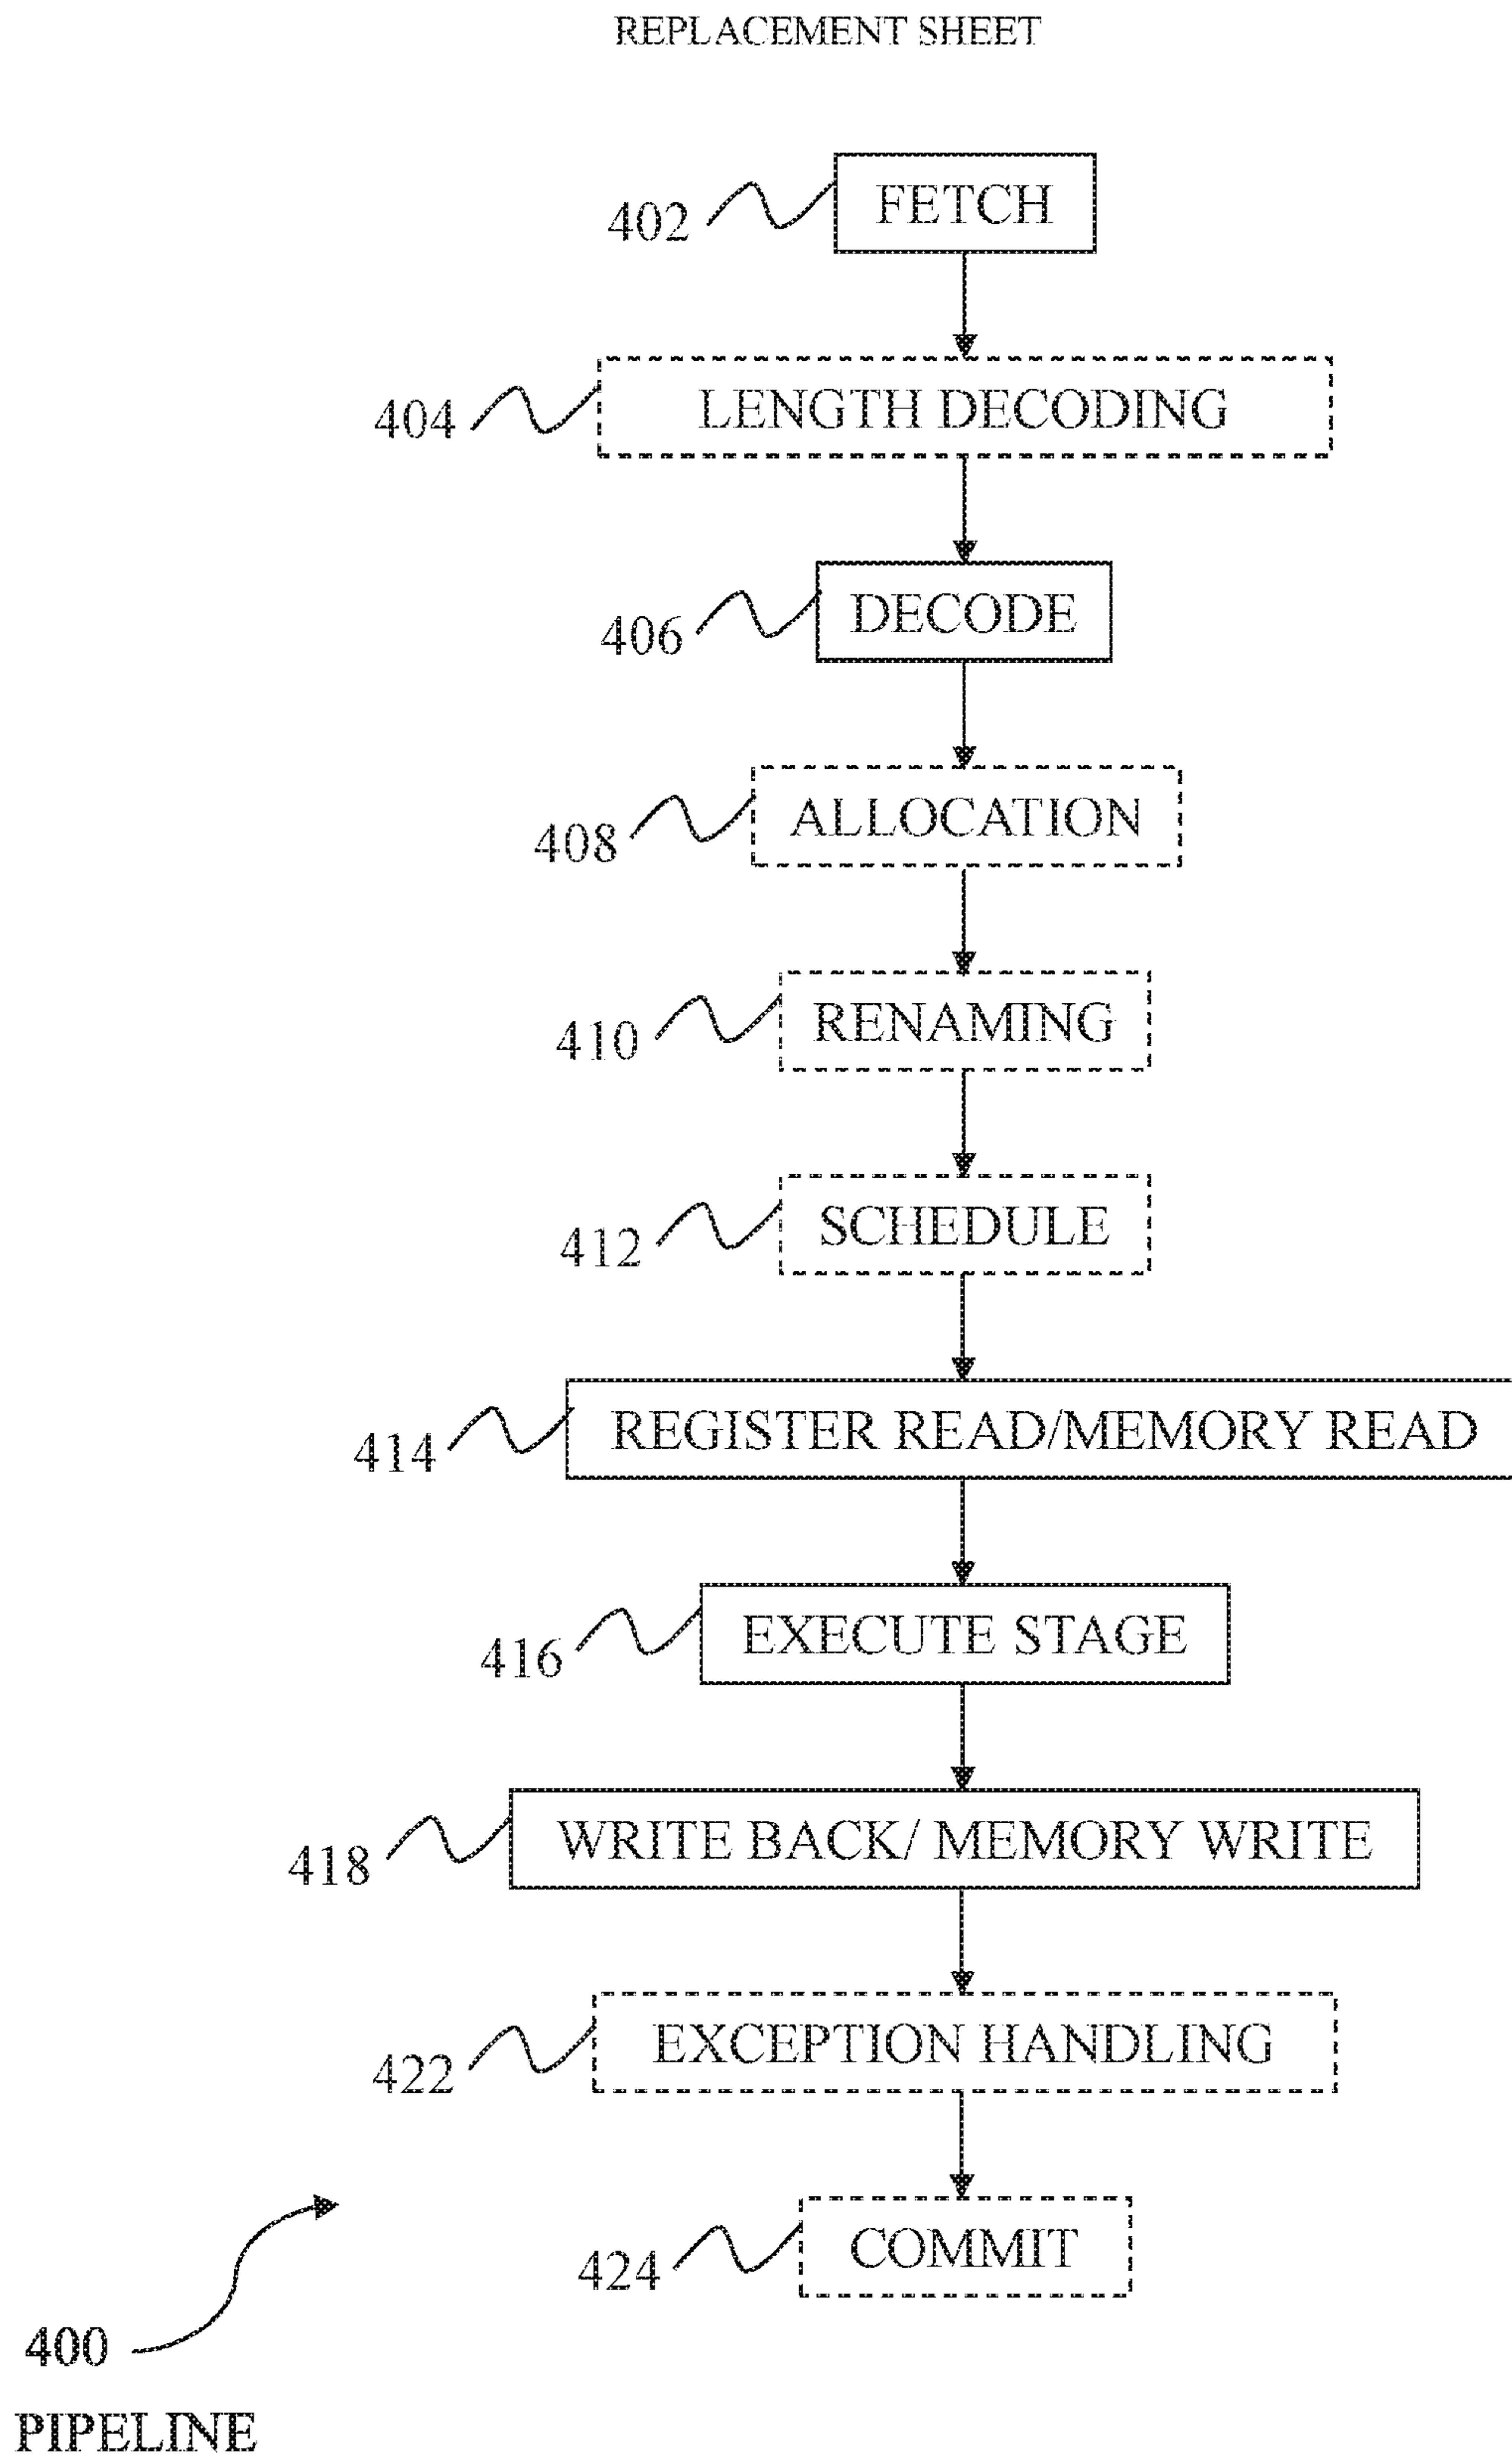 REPLACEMENT SHEET
402 FETCH
404 LENGTH DECODING
406 DECODE
408 ALLOCATION
410 RENAMING
412 SCHEDULE
414 REGISTER READ/MEMORY READ
416 EXECUTE STAGE
418 WRITE BACK/ MEMORY WRITE
422 EXCEPTION HANDLING
424 COMMIT
400
PIPELINE